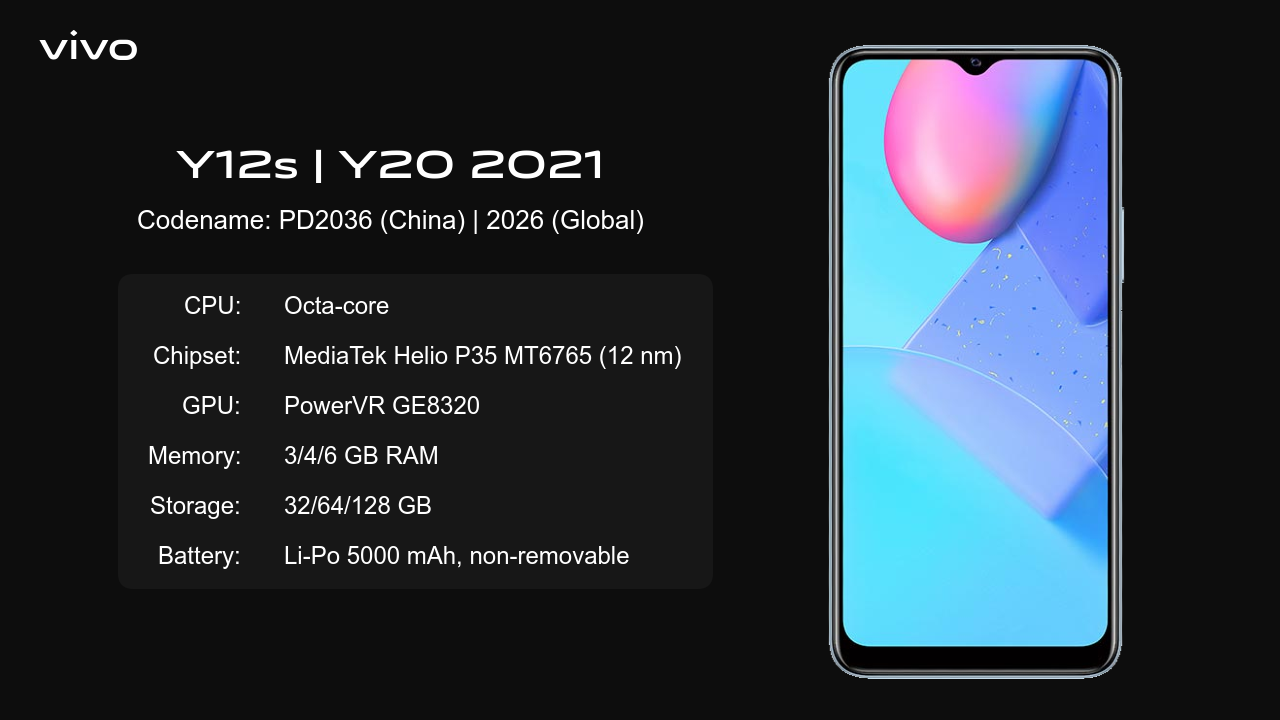 vivo
Y12s | Y20 2021
Codename: PD2036 (China) | 2026 (Global)
CPU: Octa-core
Chipset: MediaTek Helio P35 MT6765 (12 nm)
GPU: PowerVR GE8320
Memory: 3/4/6 GB RAM
Storage: 32/64/128 GB
Battery: Li-Po 5000 mAh, non-removable